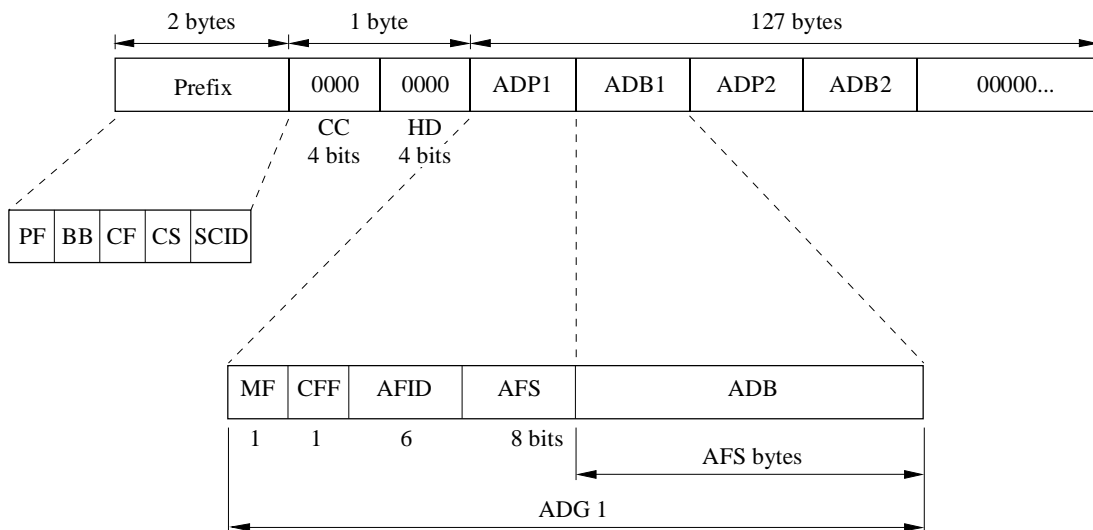 2 bytes 1 byte 127 bytes
Prefix 0000 0000 ADP1 ADB1 ADP2 ADB2 00000...
CC HD
4 bits 4 bits
PF BB CF CS SCID
MF CFF AFID AFS ADB
1 1 6 8 bits
AFS bytes
ADG 1